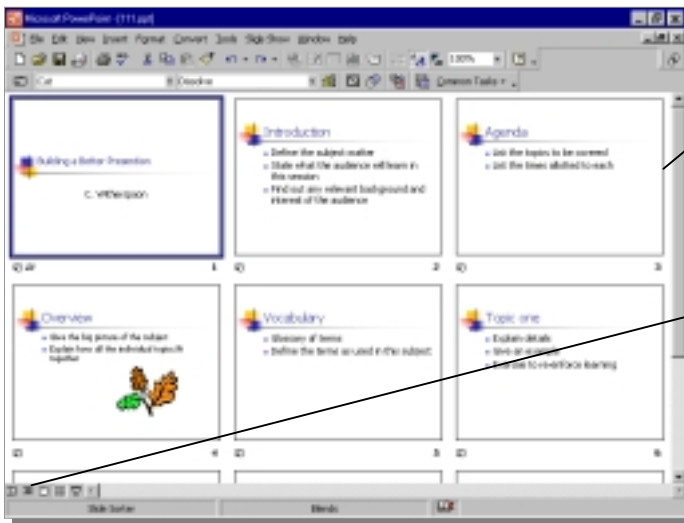 Microsoft PowerPoint - [111.ppt]
File Edit View Insert Format Convert Tools Slide Show Window Help
100%
Cut Dissolve Common Tasks
Building a Better Presention
C. Witherspoon
1
Introduction
Define the subject matter
State what the audience will learn in
this session
Find out any relevant background and
interest of the audience
2
Agenda
List the topics to be covered
List the times allotted to each
3
Overview
Give the big picture of the subject
Explain how all the individual topics fit
together
4
Vocabulary
Glossary of terms
Define the terms as used in this subject
5
Topic one
Explain details
Give an example
Exercise to re-enforce learning
6
Slide Sorter Blends